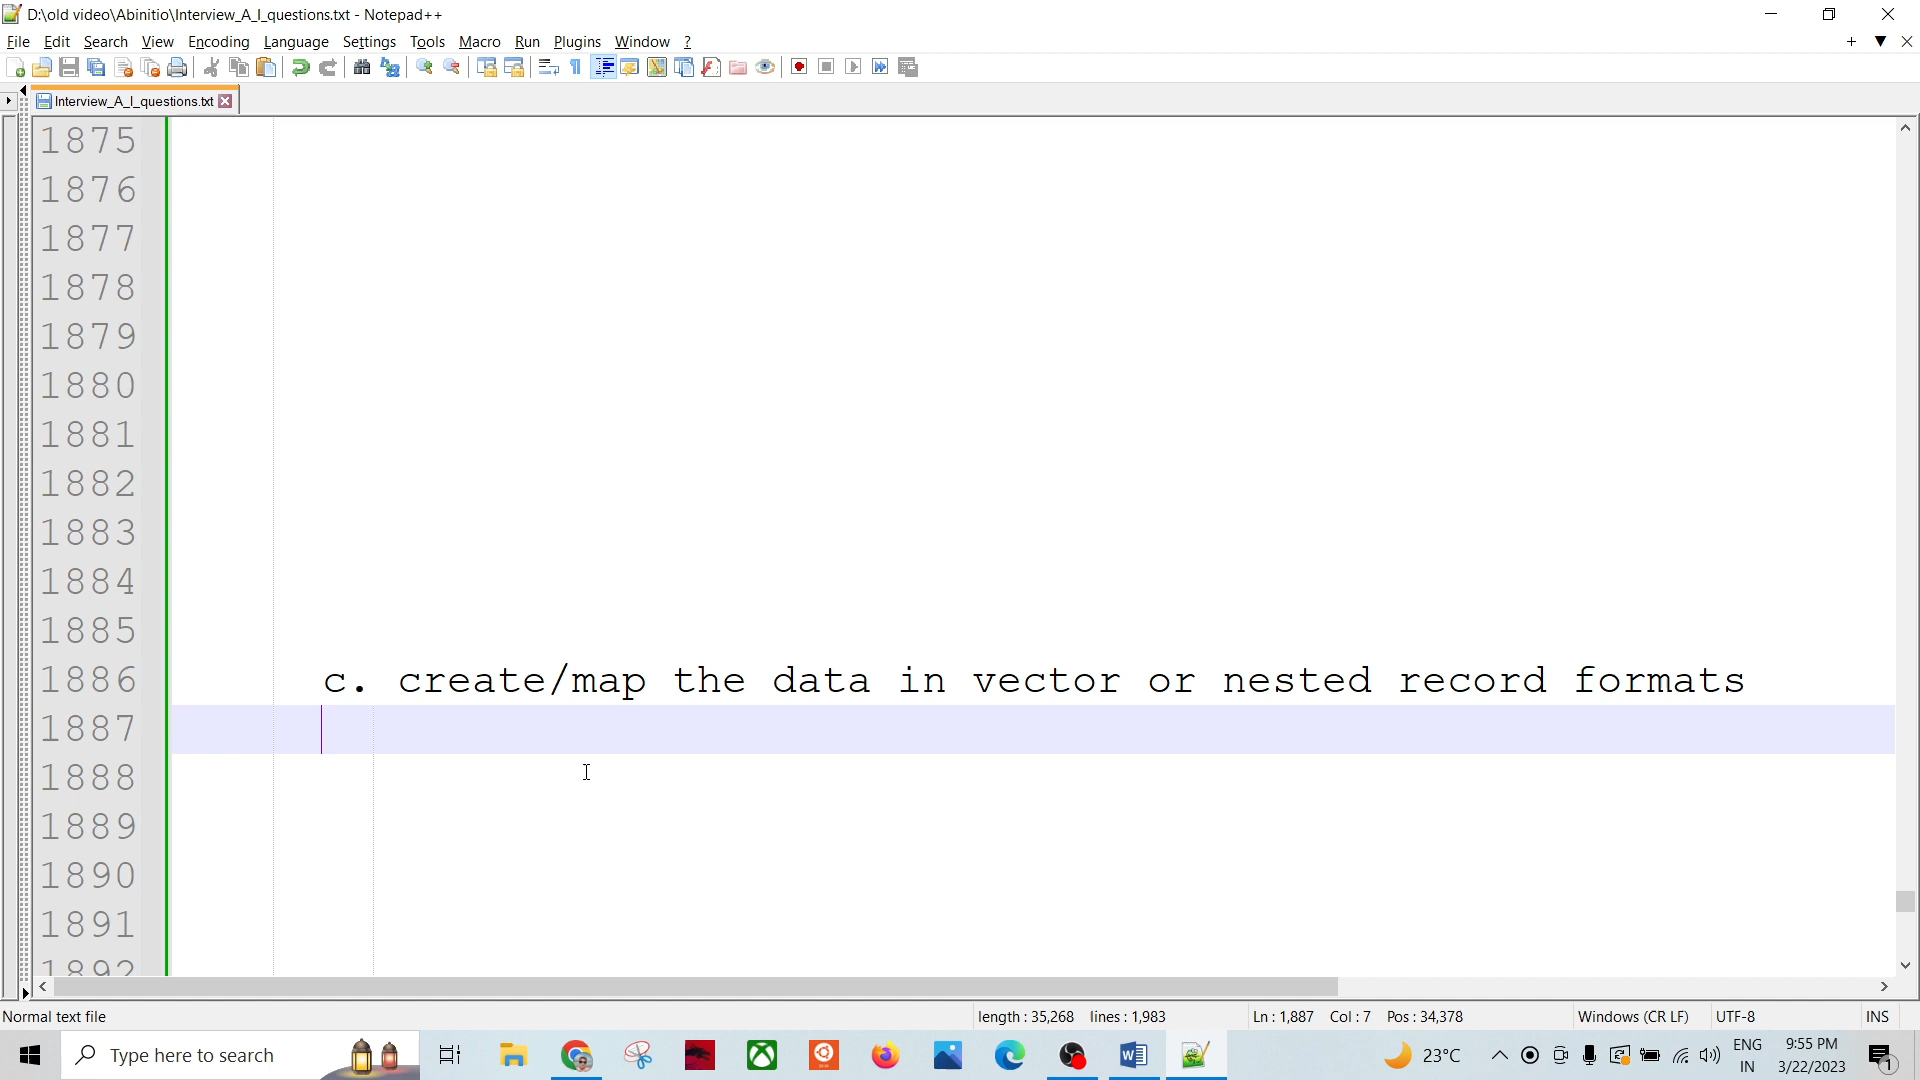 D:\old video\Abinitio\Interview_A_I_questions.txt - Notepad++
File Edit Search View Encoding Language Settings Tools Macro Run Plugins Window ?
Interview_A_I_questions.txt
1875
1876
1877
1878
1879
1880
1881
1882
1883
1884
1885
1886 c. create/map the data in vector or nested record formats
1887
1888
1889
1890
1891
1892
Normal text file length : 35,268 lines : 1,983 Ln : 1,887 Col : 7 Pos : 34,378 Windows (CR LF) UTF-8 INS
Type here to search 23°C ENG IN 9:55 PM 3/22/2023 1